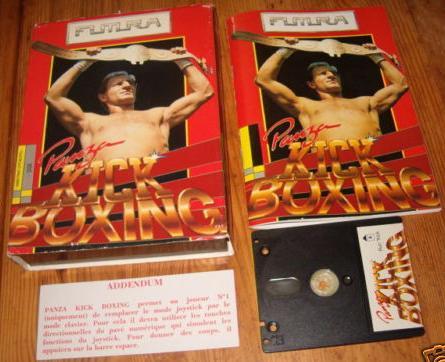 FUTURA
Panza
KICK
BOXING
FUTURA
Panza
KICK
BOXING
Panza
KICK
BOXING
ADDENDUM
PANZA KICK BOXING permet au joueur N°1
(uniquement) de remplacer le mode joystick par le
mode clavier. Pour cela il devra utiliser les touches
directionnelles du pavé numérique qui simulent les
fonctions du joystick. Pour donner des coups, il
appuiera sur la barre espace.